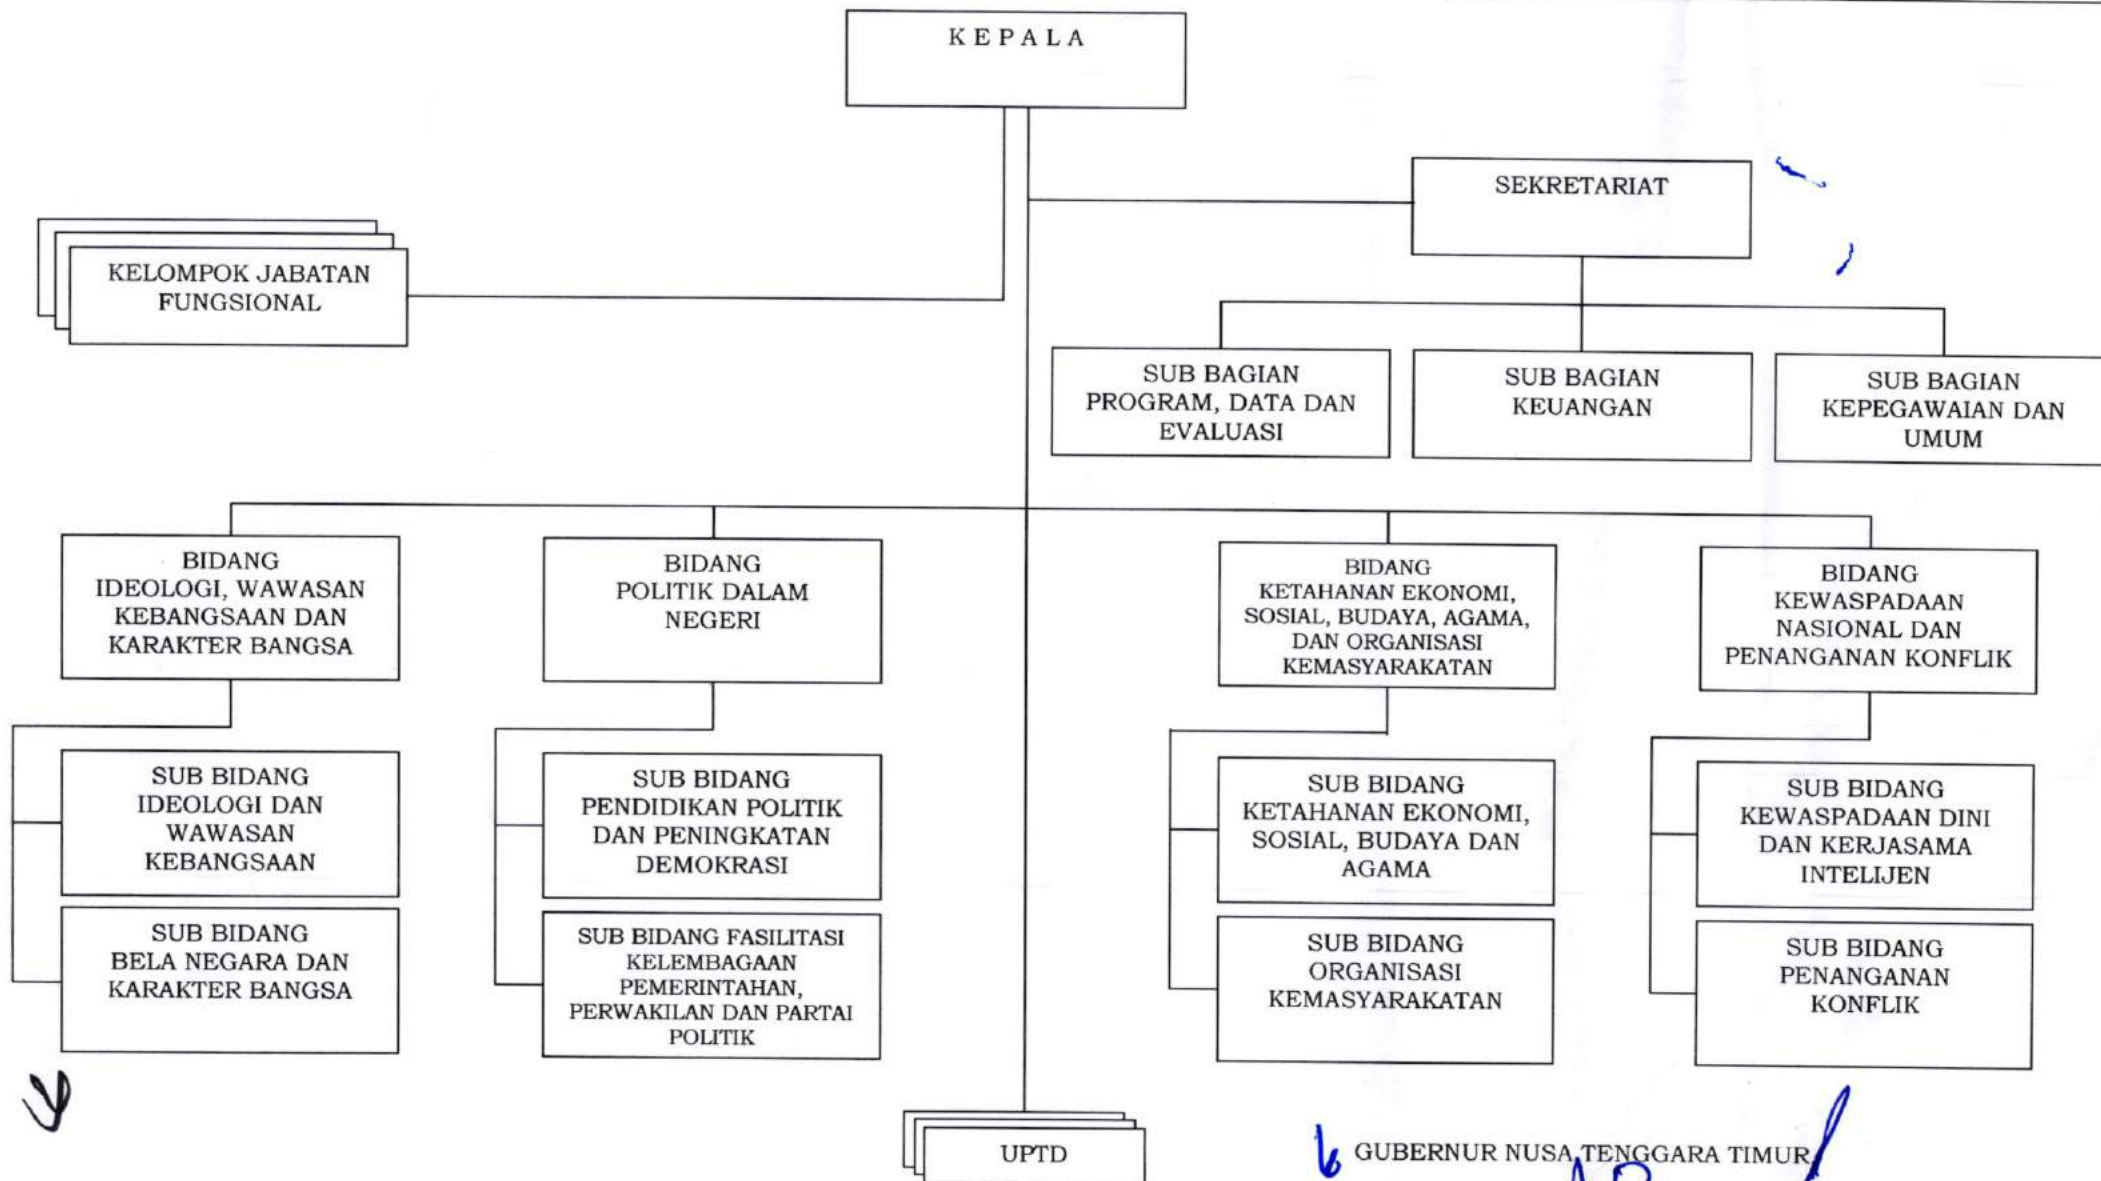 K E P A L A
SEKRETARIAT
KELOMPOK JABATAN
FUNGSIONAL
SUB BAGIAN
PROGRAM, DATA DAN
EVALUASI
SUB BAGIAN
KEUANGAN
SUB BAGIAN
KEPEGAWAIAN DAN
UMUM
BIDANG
IDEOLOGI, WAWASAN
KEBANGSAAN DAN
KARAKTER BANGSA
BIDANG
POLITIK DALAM
NEGERI
BIDANG
KETAHANAN EKONOMI,
SOSIAL, BUDAYA, AGAMA,
DAN ORGANISASI
KEMASYARAKATAN
BIDANG
KEWASPADAAN
NASIONAL DAN
PENANGANAN KONFLIK
SUB BIDANG
IDEOLOGI DAN
WAWASAN
KEBANGSAAN
SUB BIDANG
PENDIDIKAN POLITIK
DAN PENINGKATAN
DEMOKRASI
SUB BIDANG
KETAHANAN EKONOMI,
SOSIAL, BUDAYA DAN
AGAMA
SUB BIDANG
KEWASPADAAN DINI
DAN KERJASAMA
INTELIJEN
SUB BIDANG
BELA NEGARA DAN
KARAKTER BANGSA
SUB BIDANG FASILITASI
KELEMBAGAAN
PEMERINTAHAN,
PERWAKILAN DAN PARTAI
POLITIK
SUB BIDANG
ORGANISASI
KEMASYARAKATAN
SUB BIDANG
PENANGANAN
KONFLIK
UPTD
GUBERNUR NUSA TENGGARA TIMUR